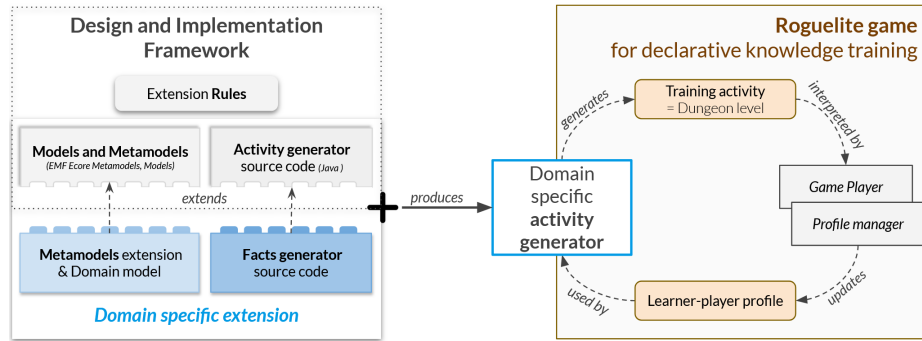 Design and Implementation
Framework
Extension Rules
Models and Metamodels
(EMF Ecore Metamodels, Models)
Activity generator
source code (Java)
extends
Metamodels extension
& Domain model
Facts generator
source code
Domain specific extension
produces
Domain
specific
activity
generator
Roguelite game
for declarative knowledge training
generates
Training activity
= Dungeon level
interpreted by
Game Player
Profile manager
updates
Learner-player profile
used by